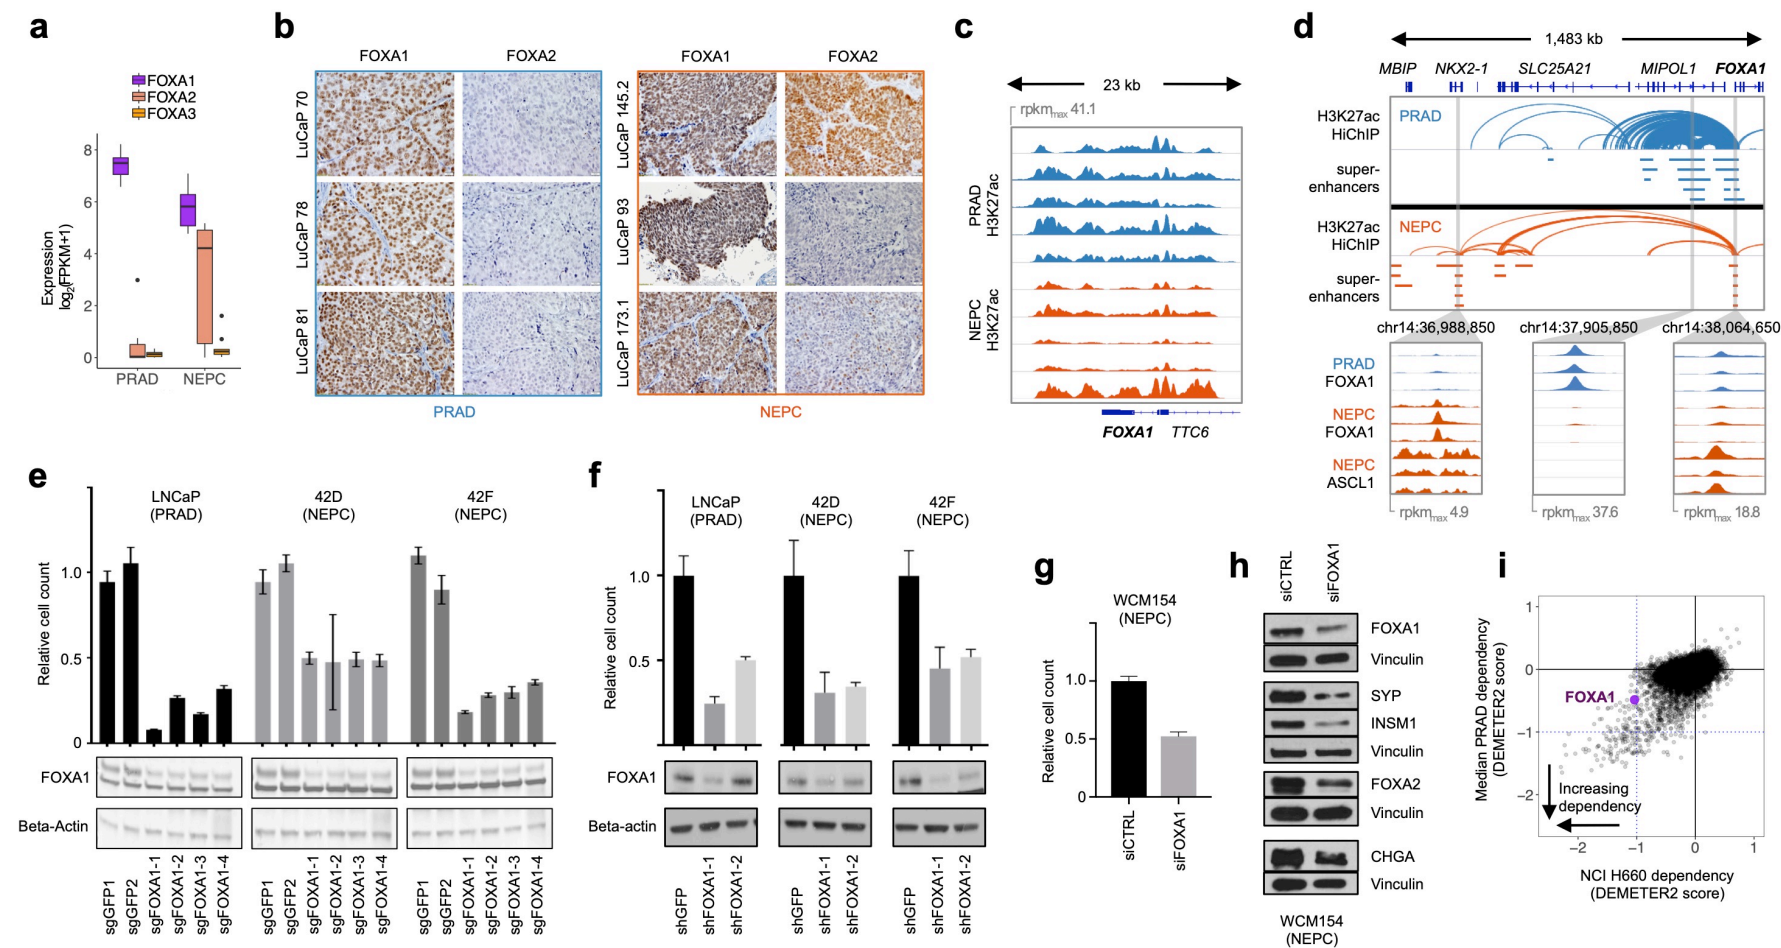 a
FOXA1
FOXA2
FOXA3
Expression
log2(FPKM+1)
8
6
4
2
0
PRAD
NEPC
b
FOXA1
FOXA2
FOXA1
FOXA2
LuCaP 70
LuCaP 78
LuCaP 81
LuCaP 145.2
LuCaP 93
LuCaP 173.1
PRAD
NEPC
c
23 kb
rpkmmax 41.1
PRAD
H3K27ac
NEPC
H3K27ac
FOXA1
TTC6
d
1,483 kb
MBIP
NKX2-1
SLC25A21
MIPOL1
FOXA1
H3K27ac
HiChIP
PRAD
super-
enhancers
H3K27ac
HiChIP
NEPC
super-
enhancers
chr14:36,988,850
chr14:37,905,850
chr14:38,064,650
PRAD
FOXA1
NEPC
FOXA1
NEPC
ASCL1
rpkmmax 4.9
rpkmmax 37.6
rpkmmax 18.8
e
LNCaP
(PRAD)
42D
(NEPC)
42F
(NEPC)
Relative cell count
1.0
0.5
0
FOXA1
Beta-Actin
sgGFP1
sgGFP2
sgFOXA1-1
sgFOXA1-2
sgFOXA1-3
sgFOXA1-4
sgGFP1
sgGFP2
sgFOXA1-1
sgFOXA1-2
sgFOXA1-3
sgFOXA1-4
sgGFP1
sgGFP2
sgFOXA1-1
sgFOXA1-2
sgFOXA1-3
sgFOXA1-4
f
LNCaP
(PRAD)
42D
(NEPC)
42F
(NEPC)
Relative cell count
1.0
0.5
FOXA1
Beta-actin
shGFP
shFOXA1-1
shFOXA1-2
shGFP
shFOXA1-1
shFOXA1-2
shGFP
shFOXA1-1
shFOXA1-2
g
WCM154
(NEPC)
Relative cell count
1.0
0.5
0
siCTRL
siFOXA1
h
siCTRL
siFOXA1
FOXA1
Vinculin
SYP
INSM1
Vinculin
FOXA2
Vinculin
CHGA
Vinculin
WCM154
(NEPC)
i
Median PRAD dependency
(DEMETER2 score)
1
0
−1
−2
FOXA1
Increasing
dependency
−2
−1
0
1
NCI H660 dependency
(DEMETER2 score)